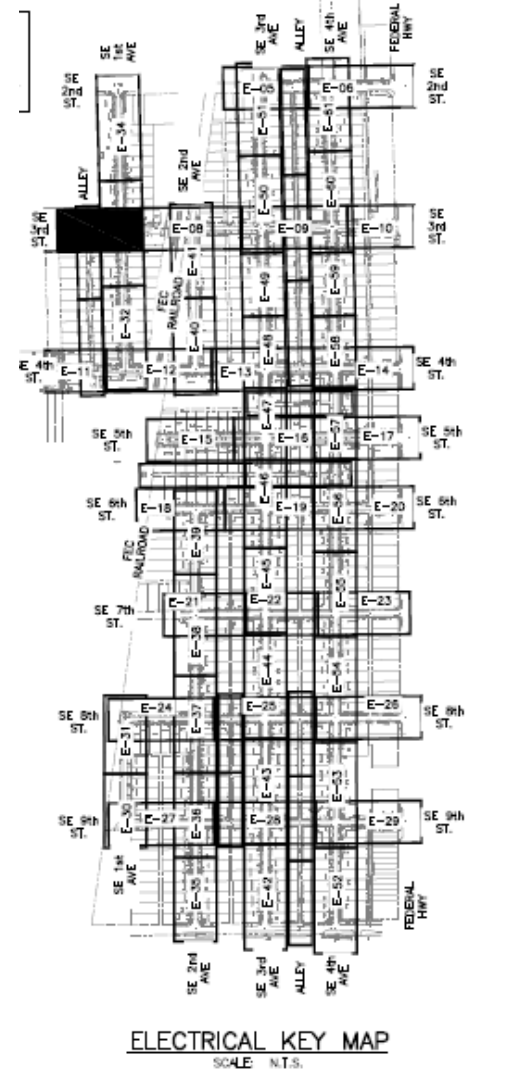 SE 1st AVE
SE 3rd AVE
ALLEY
SE 4th AVE
FEDERAL HWY
SE 2nd ST.
E-05
E-06
SE 2nd ST.
E-34
E-51
E-61
ALLEY
SE 2nd AVE
E-50
E-60
SE 3rd ST.
E-08
E-09
E-10
SE 3rd ST.
E-41
FEC RAILROAD
E-49
E-59
E-32
E-40
E-48
E-58
SE 4th ST.
E-11
E-12
E-13
E-14
SE 4th ST.
E-47
SE 5th ST.
E-15
E-16
E-57
E-17
SE 5th ST.
E-46
SE 6th ST.
E-18
E-19
E-56
E-20
SE 6th ST.
FEC RAILROAD
E-39
E-45
E-55
SE 7th ST.
E-21
E-22
E-23
E-38
E-44
E-54
SE 8th ST.
E-24
E-37
E-25
E-26
SE 8th ST.
E-31
E-43
E-53
SE 9th ST.
E-30
E-27
E-36
E-28
E-29
SE 9th ST.
SE 1st AVE
E-35
E-42
E-52
FEDERAL HWY
SE 2nd AVE
SE 3rd AVE
ALLEY
SE 4th AVE
ELECTRICAL KEY MAP
SCALE: N.T.S.